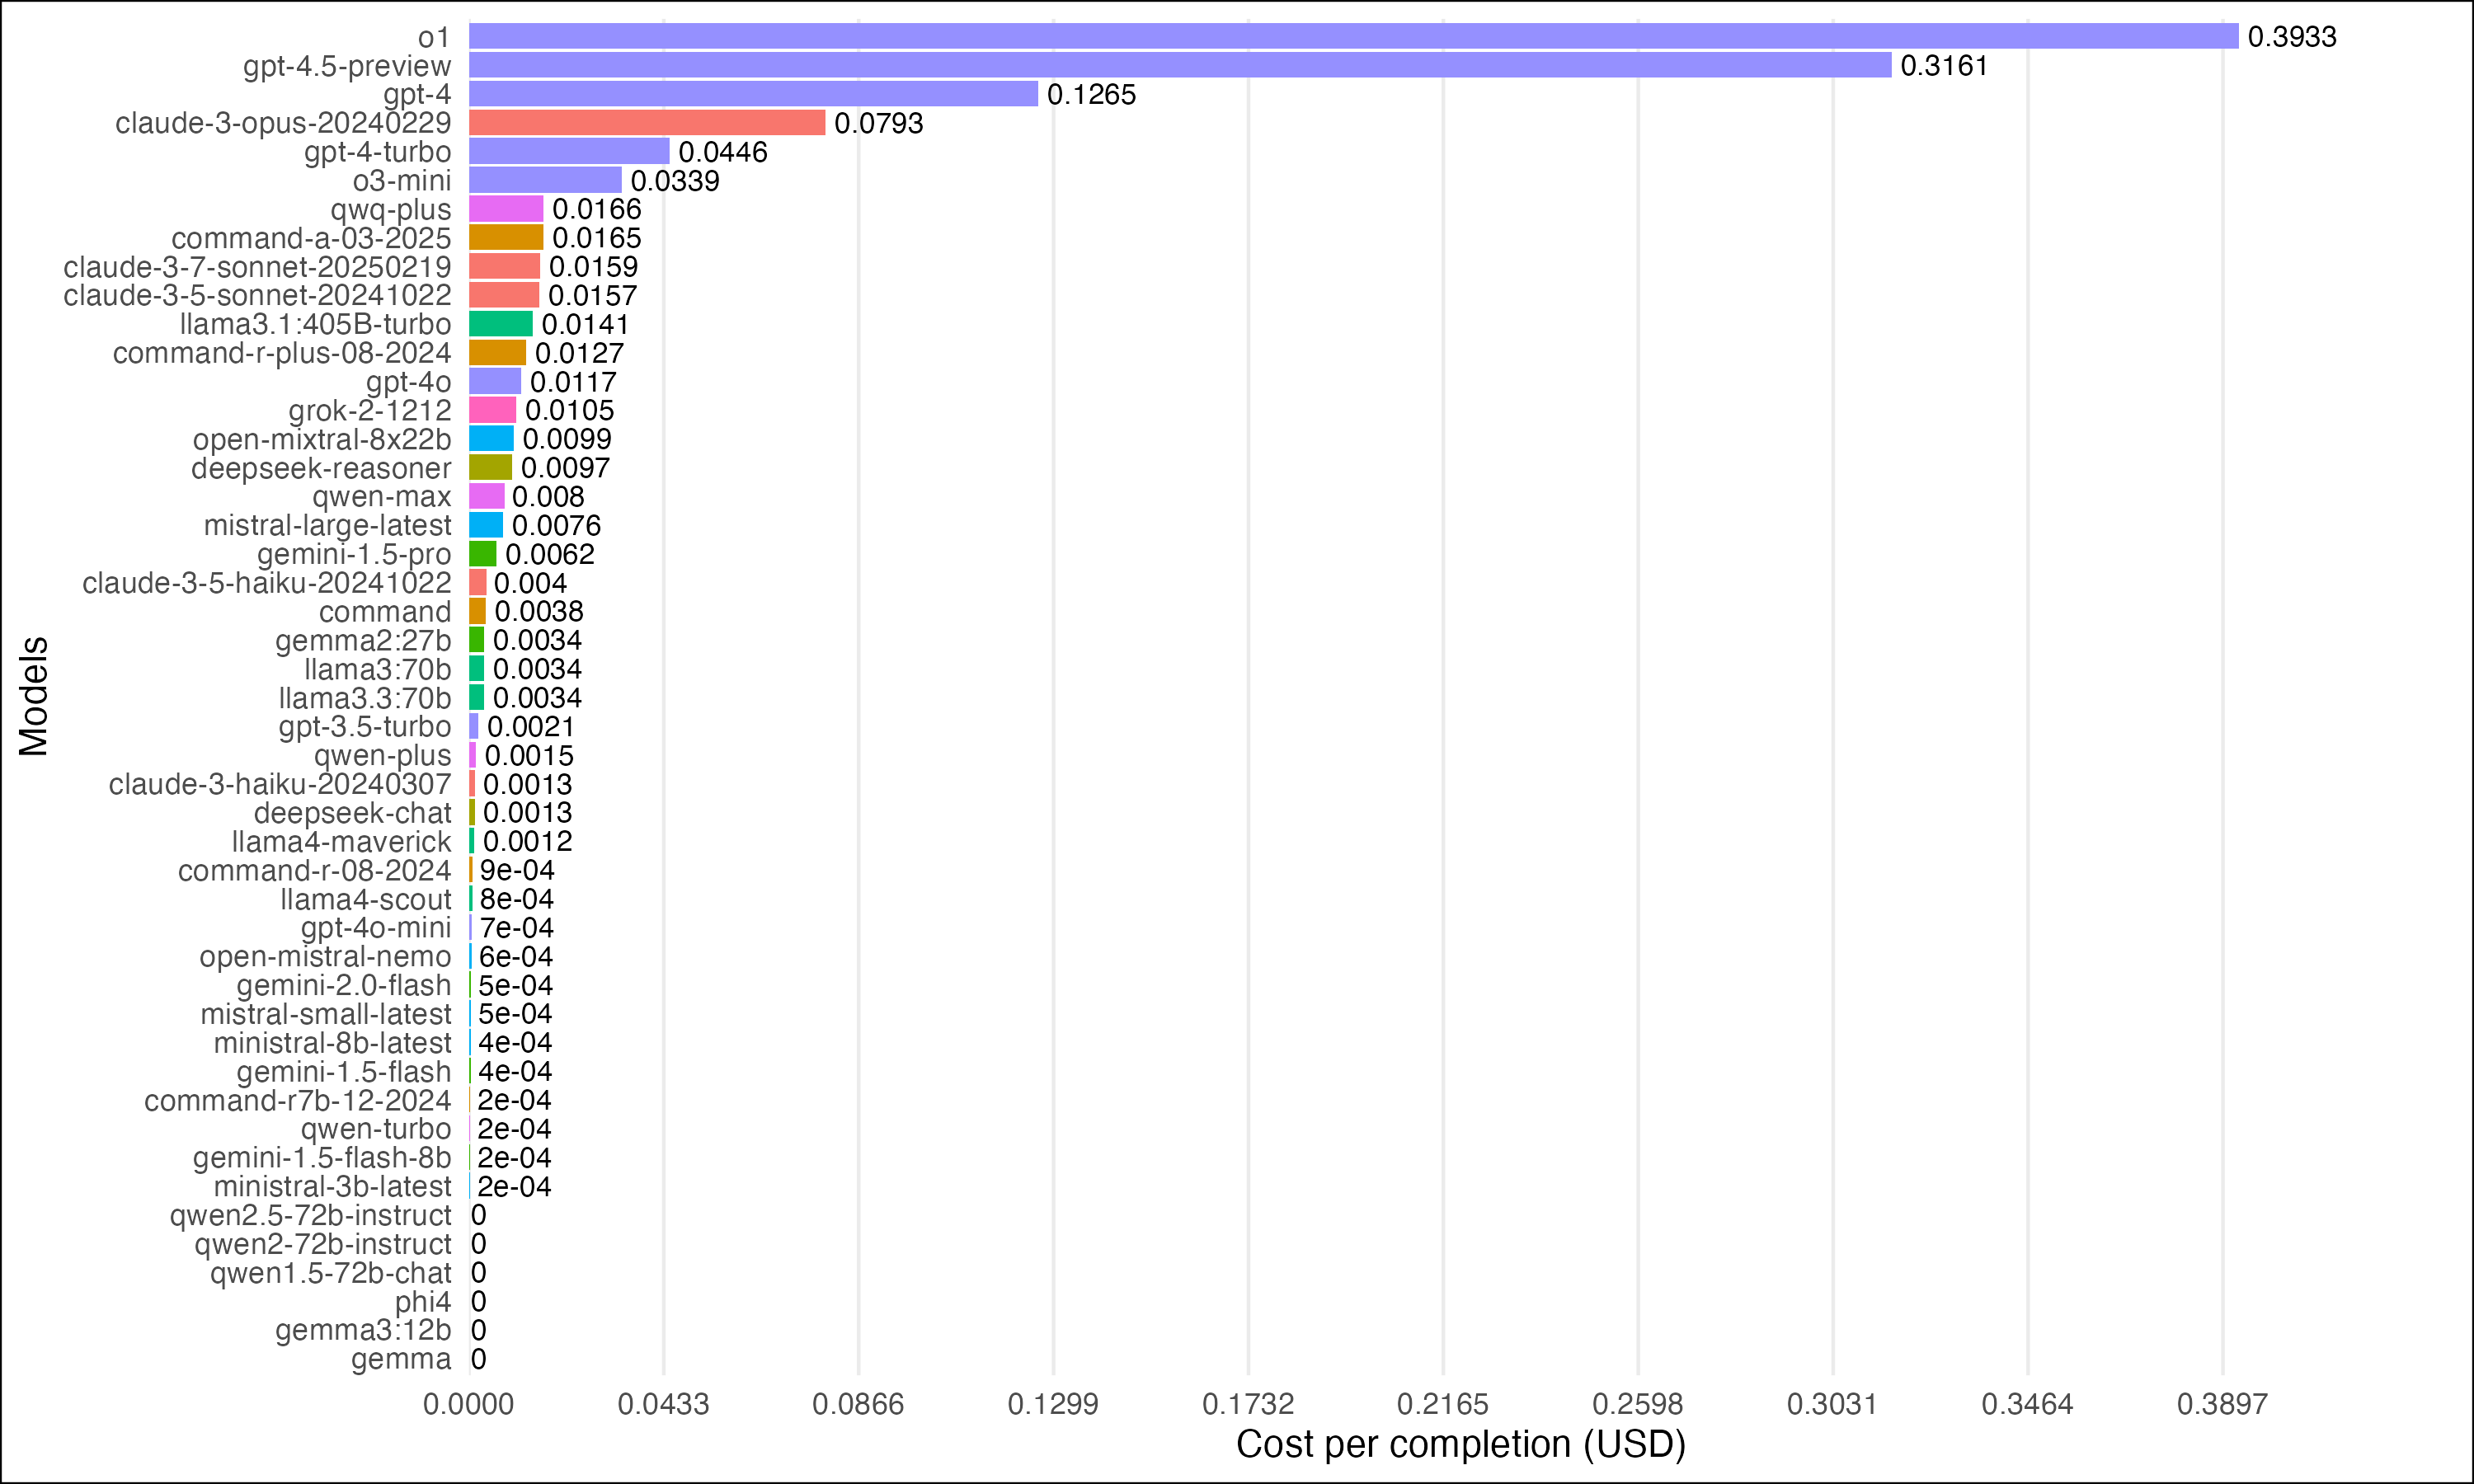 o1 0.3933
gpt-4.5-preview 0.3161
gpt-4 0.1265
claude-3-opus-20240229 0.0793
gpt-4-turbo 0.0446
o3-mini 0.0339
qwq-plus 0.0166
command-a-03-2025 0.0165
claude-3-7-sonnet-20250219 0.0159
claude-3-5-sonnet-20241022 0.0157
llama3.1:405B-turbo 0.0141
command-r-plus-08-2024 0.0127
gpt-4o 0.0117
grok-2-1212 0.0105
open-mixtral-8x22b 0.0099
deepseek-reasoner 0.0097
qwen-max 0.008
mistral-large-latest 0.0076
gemini-1.5-pro 0.0062
claude-3-5-haiku-20241022 0.004
command 0.0038
gemma2:27b 0.0034
llama3:70b 0.0034
llama3.3:70b 0.0034
gpt-3.5-turbo 0.0021
qwen-plus 0.0015
claude-3-haiku-20240307 0.0013
deepseek-chat 0.0013
llama4-maverick 0.0012
command-r-08-2024 9e-04
llama4-scout 8e-04
gpt-4o-mini 7e-04
open-mistral-nemo 6e-04
gemini-2.0-flash 5e-04
mistral-small-latest 5e-04
ministral-8b-latest 4e-04
gemini-1.5-flash 4e-04
command-r7b-12-2024 2e-04
qwen-turbo 2e-04
gemini-1.5-flash-8b 2e-04
ministral-3b-latest 2e-04
qwen2.5-72b-instruct 0
qwen2-72b-instruct 0
qwen1.5-72b-chat 0
phi4 0
gemma3:12b 0
gemma 0
Models
0.0000 0.0433 0.0866 0.1299 0.1732 0.2165 0.2598 0.3031 0.3464 0.3897
Cost per completion (USD)